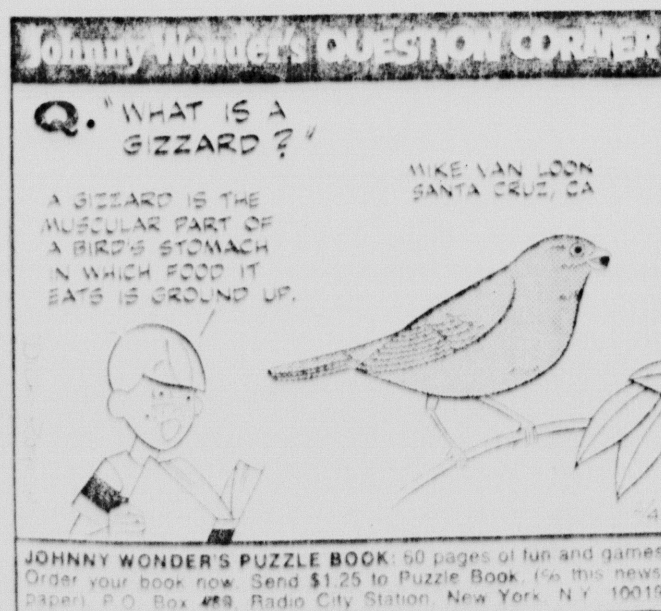 Johnny Wonder's QUESTION CORNER
Q. "WHAT IS A
GIZZARD?"
MIKE VAN LOON
SANTA CRUZ, CA
A GIZZARD IS THE
MUSCULAR PART OF
A BIRD'S STOMACH
IN WHICH FOOD IT
EATS IS GROUND UP.
JOHNNY WONDER'S PUZZLE BOOK: 60 pages of fun and games
Order your book now. Send $1.25 to Puzzle Book, (% this news
paper) P.O. Box 489, Radio City Station, New York, N.Y. 10019